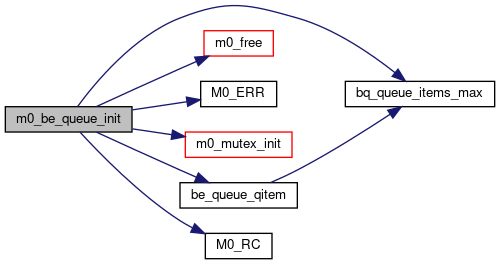 m0_free
M0_ERR
bq_queue_items_max
m0_be_queue_init
m0_mutex_init
be_queue_qitem
M0_RC